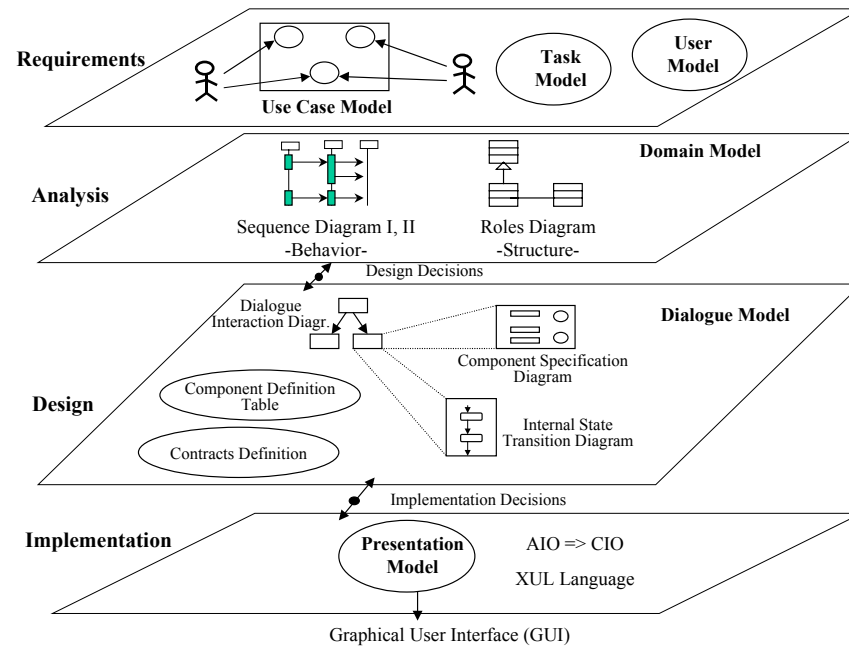 Requirements
Use Case Model
Task
Model
User
Model
Analysis
Domain Model
Sequence Diagram I, II
-Behavior-
Roles Diagram
-Structure-
Design Decisions
Design
Dialogue Model
Dialogue
Interaction Diagr.
Component Specification
Diagram
Component Definition
Table
Internal State
Transition Diagram
Contracts Definition
Implementation Decisions
Implementation
Presentation
Model
AIO => CIO
XUL Language
Graphical User Interface (GUI)